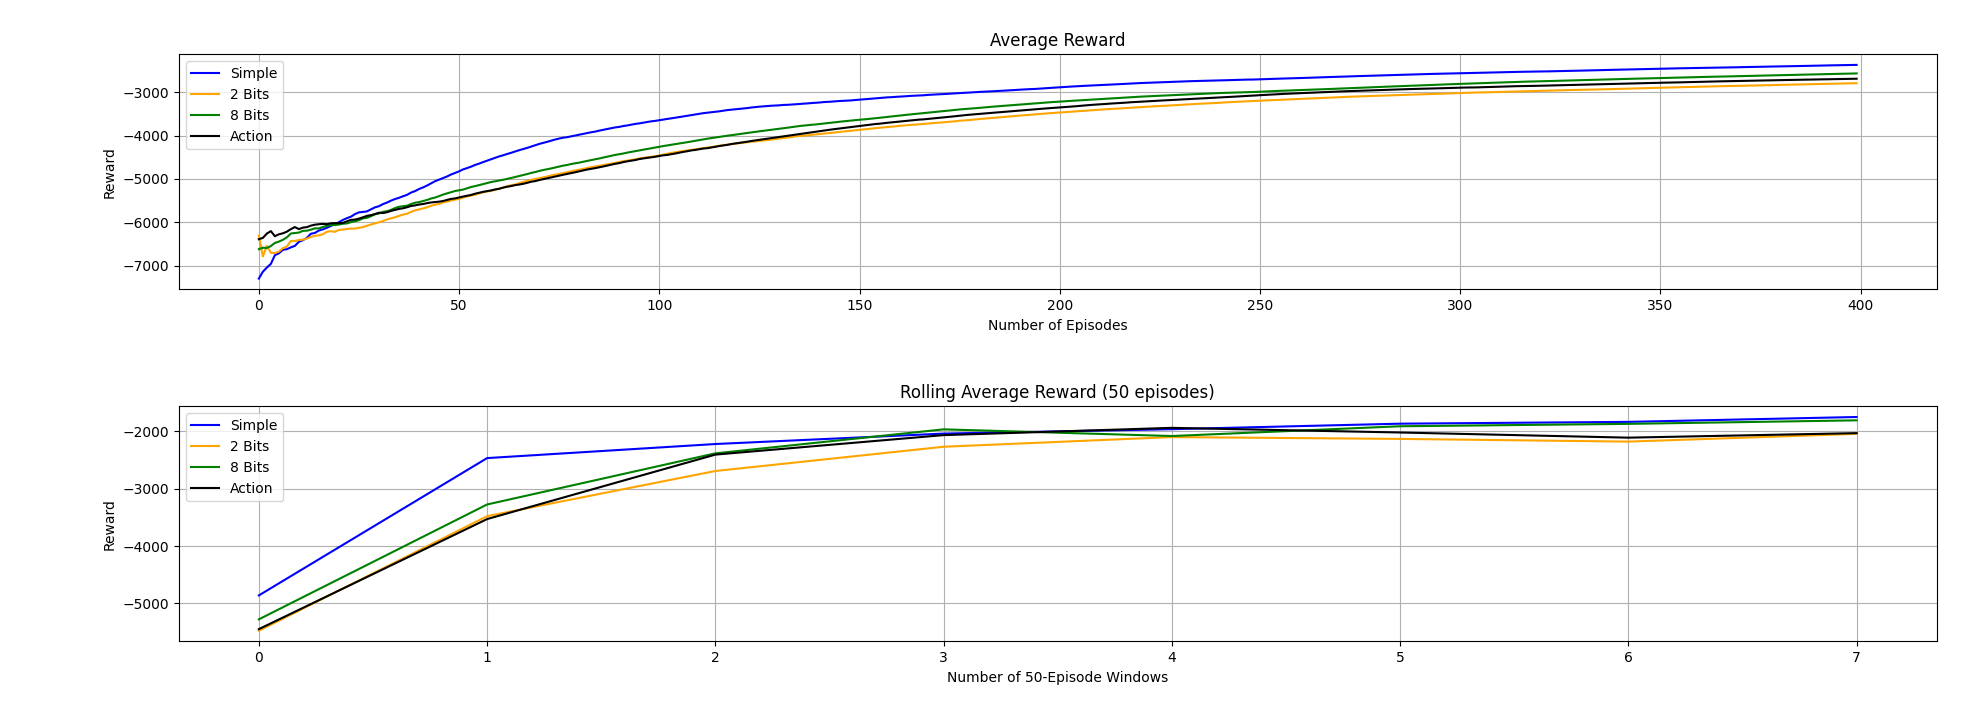 Average Reward
Simple
2 Bits
8 Bits
Action
Reward
−3000
−4000
−5000
−6000
−7000
0 50 100 150 200 250 300 350 400
Number of Episodes
Rolling Average Reward (50 episodes)
Simple
2 Bits
8 Bits
Action
Reward
−2000
−3000
−4000
−5000
0 1 2 3 4 5 6 7
Number of 50-Episode Windows